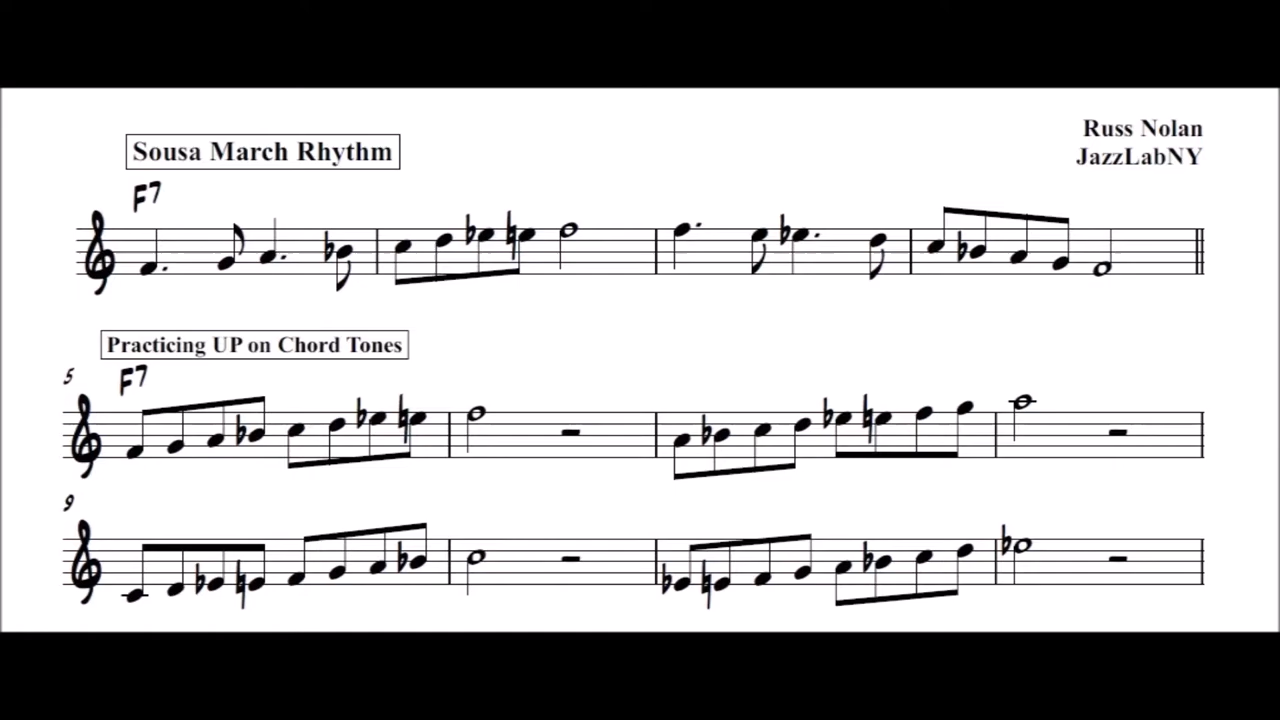 Russ Nolan
JazzLabNY
Sousa March Rhythm
F7
Practicing UP on Chord Tones
5
F7
9